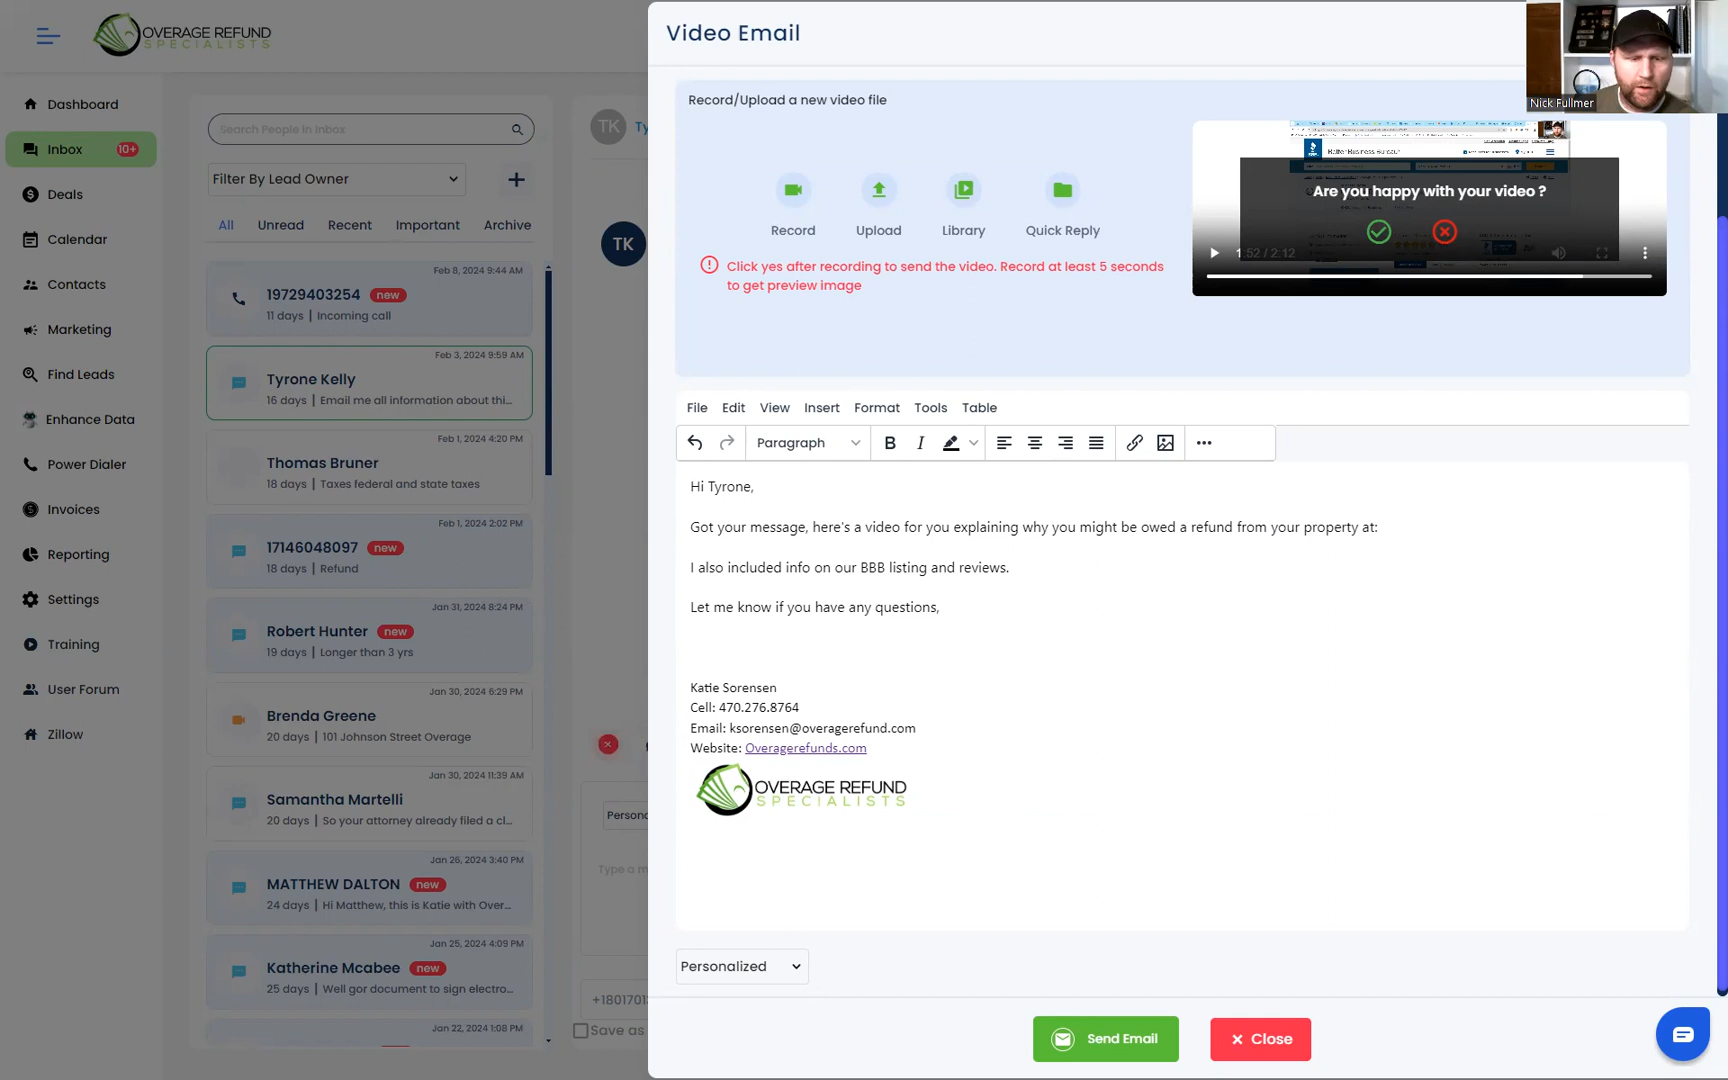 OVERAGE REFUND
SPECIALISTS
Dashboard
Inbox
10+
Deals
Calendar
Contacts
Marketing
Find Leads
Enhance Data
Power Dialer
Invoices
Reporting
Settings
Training
User Forum
Zillow
Search People in Inbox
Filter By Lead Owner
All
Unread
Recent
Important
Archive
Feb 8, 2024 9:44 AM
19729403254 new
11 days | Incoming call
Feb 3, 2024 9:59 AM
Tyrone Kelly
16 days | Email me all information about thi...
Feb 1, 2024 4:20 PM
Thomas Bruner
18 days | Taxes federal and state taxes
Feb 1, 2024 2:02 PM
17146048097 new
18 days | Refund
Jan 31, 2024 8:24 PM
Robert Hunter new
19 days | Longer than 3 yrs
Jan 30, 2024 6:29 PM
Brenda Greene
20 days | 101 Johnson Street Overage
Jan 30, 2024 11:39 AM
Samantha Martelli
20 days | So your attorney already filed a cl...
Jan 26, 2024 3:40 PM
MATTHEW DALTON new
24 days | Hi Matthew, this is Katie with Over...
Jan 25, 2024 4:09 PM
Katherine Mcabee new
25 days | Well gor document to sign electro...
Jan 22, 2024 1:08 PM
TK
Ty
TK
Persona
Type a m
+1801701
Save as
Video Email
Record/Upload a new video file
Record
Upload
Library
Quick Reply
Click yes after recording to send the video. Record at least 5 seconds
to get preview image
Better Business Bureau
Are you happy with your video ?
1:52 / 2:12
Nick Fullmer
File
Edit
View
Insert
Format
Tools
Table
Paragraph
B
I
Hi Tyrone,
Got your message, here's a video for you explaining why you might be owed a refund from your property at:
I also included info on our BBB listing and reviews.
Let me know if you have any questions,
Katie Sorensen
Cell: 470.276.8764
Email: ksorensen@overagerefund.com
Website: Overagerefunds.com
OVERAGE REFUND
SPECIALISTS
Personalized
Send Email
Close